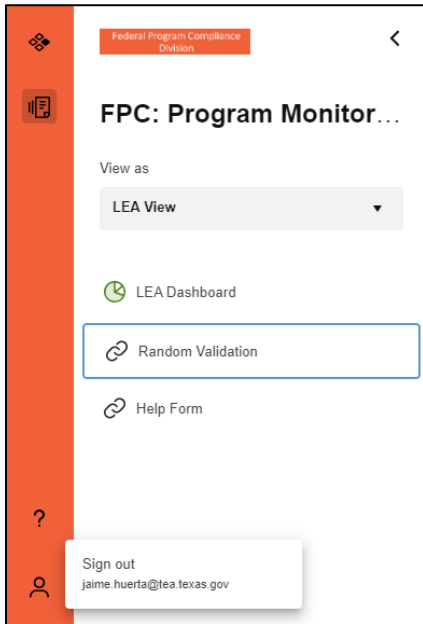 Federal Program Compliance
Division
FPC: Program Monitor...
View as
LEA View
LEA Dashboard
Random Validation
Help Form
?
Sign out
jaime.huerta@tea.texas.gov